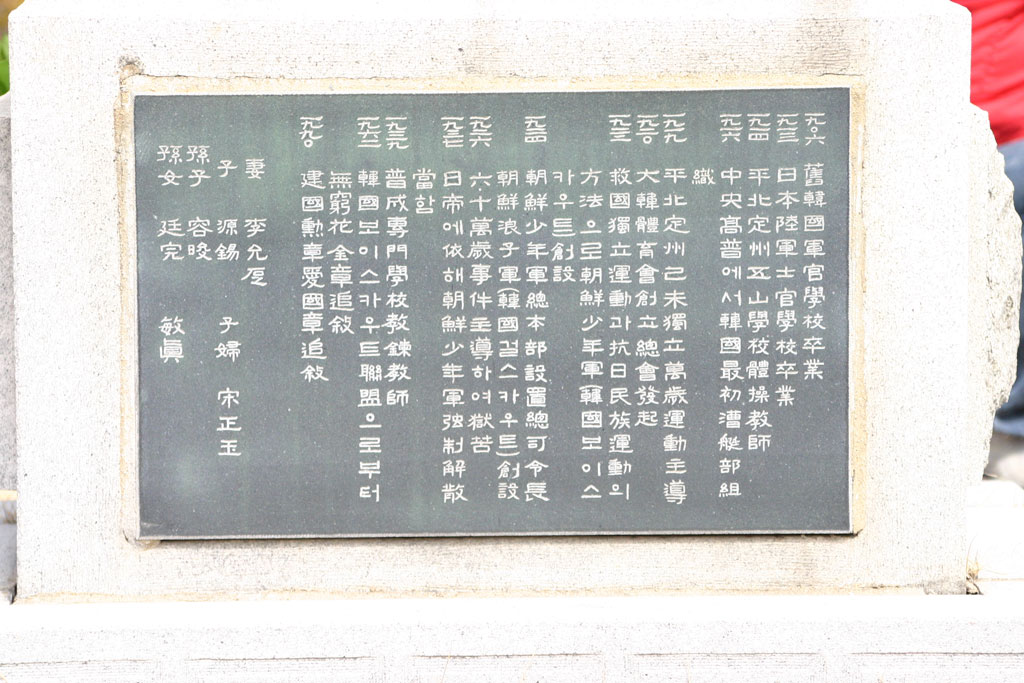 一九〇六 舊韓國軍官學校卒業
一九一三 日本陸軍士官學校卒業
一九一四 平北定州五山學校體操敎師
一九一六 中央高普에서韓國最初漕艇部組
織
一九一九 平北定州己未獨立萬歲運動主導
一九二〇 大韓體育會創立總會發起
一九二二 救國獨立運動과抗日民族運動의
方法으로朝鮮少年軍(韓國보이스
카우트創設
一九二四 朝鮮少年軍總本部設置總司令長
朝鮮浪子軍(韓國걸스카우트)創設
一九二六 六十萬歲事件主導하여獄苦
一九三七 日帝에依해朝鮮少年軍强制解散
當함
一九三九 普成專門學校敎鍊敎師
一九六三 韓國보이스카우트聯盟으로부터
無窮花金章追敍
一九九〇 建國勳章愛國章追敍
妻
子 源錫 子婦 宋正玉
孫子 容晙
孫女 廷完 敏眞